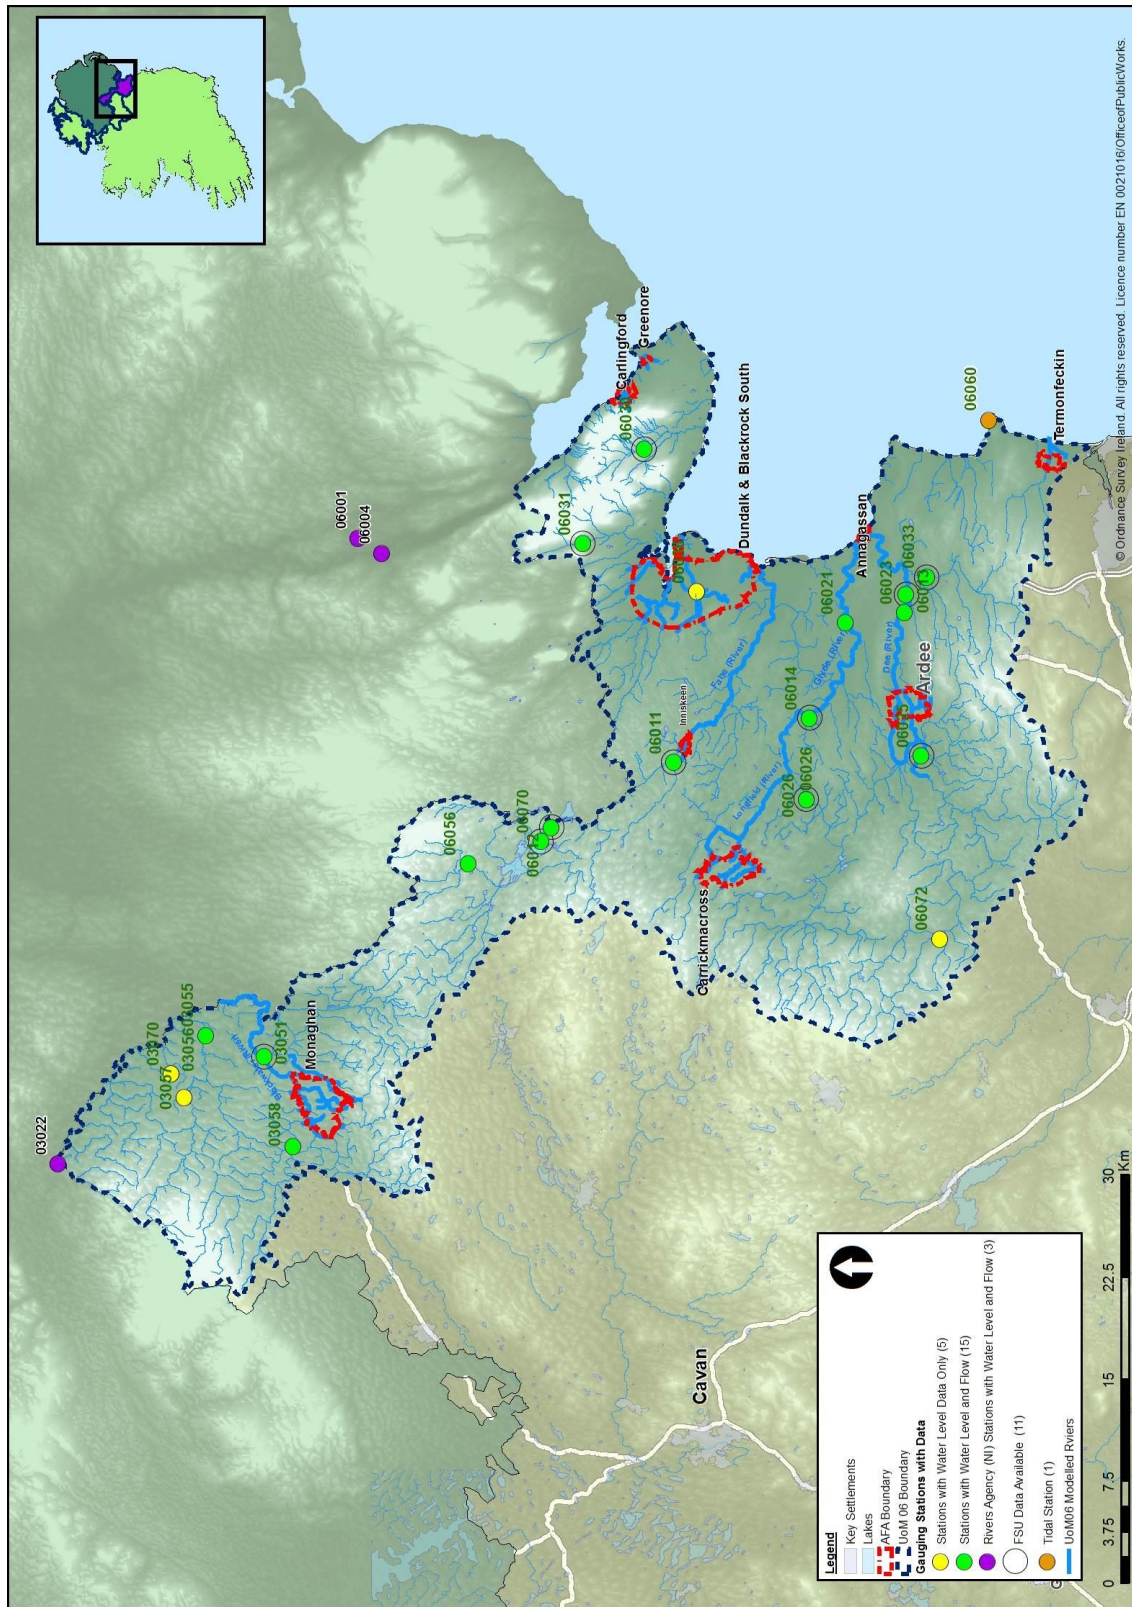 03022
03070
03057
03055
03051
03058
Monaghan
06001
06004
06056
06070
06031
Carlingford
Greenore
06011
Inniskeen
Fane (River)
Dundalk & Blackrock South
Carrickmacross
06026
06026
06014
Glyde (River)
06021
Annagassan
06023
06033
06013
Dee (River)
Ardee
06072
06060
Termonfeckin
Cavan
Legend
Key Settlements
Lakes
AFA Boundary
UoM 06 Boundary
Gauging Stations with Data
Stations with Water Level Data Only (5)
Stations with Water Level and Flow (15)
Rivers Agency (NI) Stations with Water Level and Flow (3)
FSU Data Available (11)
Tidal Station (1)
UoM06 Modelled Rviers
0 3.75 7.5 15 22.5 30
Km
© Ordnance Survey Ireland. All rights reserved. Licence number EN 0021016/OfficeofPublicWorks.